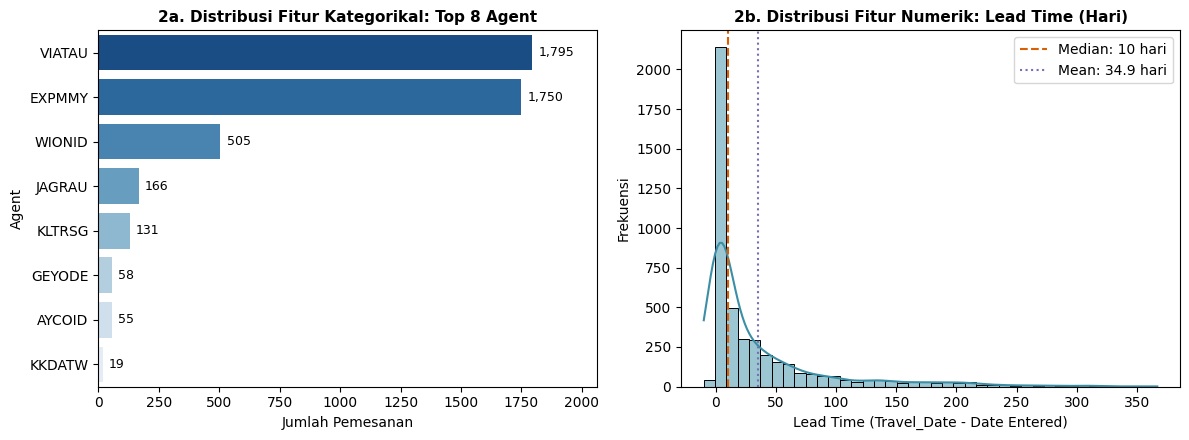 2a. Distribusi Fitur Kategorikal: Top 8 Agent
Agent
VIATAU
1,795
EXPMMY
1,750
WIONID
505
JAGRAU
166
KLTRSG
131
GEYODE
58
AYCOID
55
KKDATW
19
0 250 500 750 1000 1250 1500 1750 2000
Jumlah Pemesanan
2b. Distribusi Fitur Numerik: Lead Time (Hari)
Median: 10 hari
Mean: 34.9 hari
Frekuensi
2000
1750
1500
1250
1000
750
500
250
0
0 50 100 150 200 250 300 350
Lead Time (Travel_Date - Date Entered)